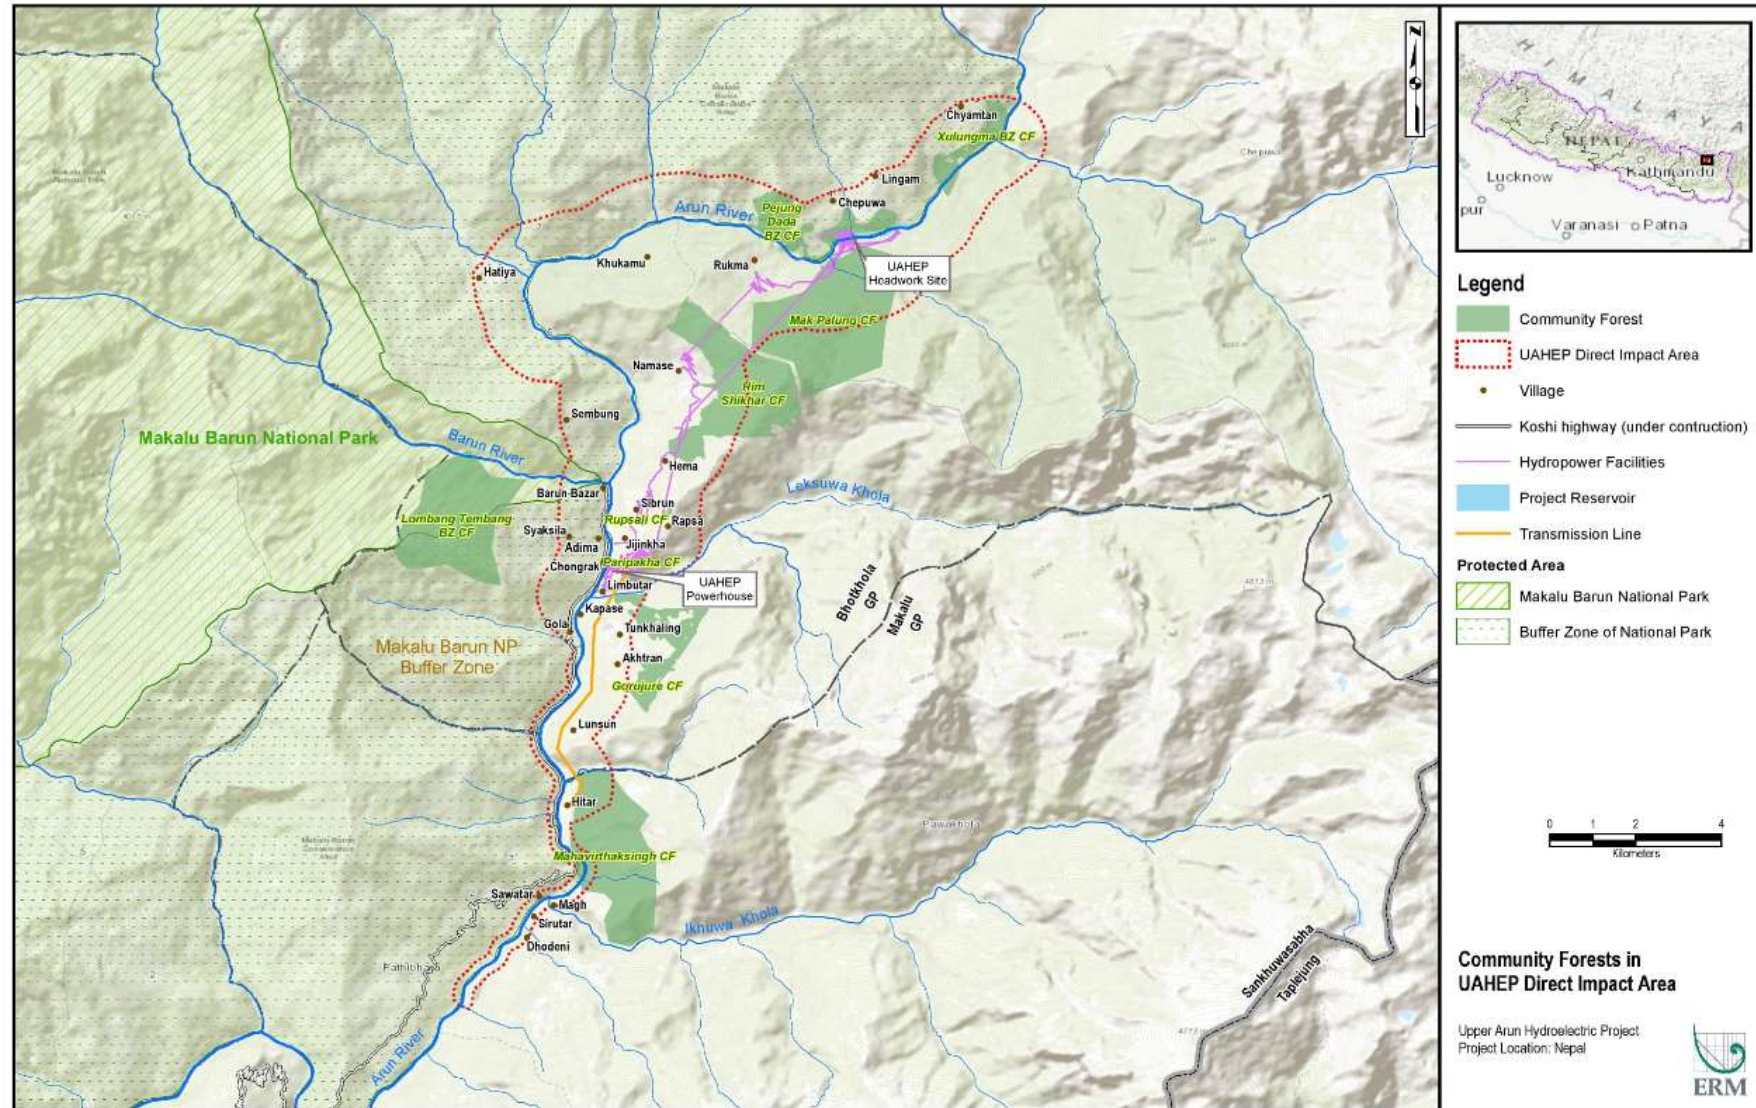 Chyamtan
Xulungma BZ CF
Chepuwa
Lingam
Chepuwa
Arun River
Pejung
Dada
BZ CF
Khukamu
Rukma
Hatiya
UAHEP
Headwork Site
Mak Palung CF
Namase
Rim
Shikhar CF
Sembung
Makalu Barun National Park
Barun River
Hema
Leksuwa Khola
Barun-Bazar
Sibrun
Lombang Tembang
BZ CF
Rupsali CF
Rapsa
Syaksila
Adima
Jijinkha
Chongrak
Paripakha CF
Limbutar
UAHEP
Powerhouse
Bhotkhola
GP
Makalu
GP
Kapase
Gola
Tunkhaling
Makalu Barun NP
Buffer Zone
Akhtran
Gorujure CF
Lunsun
Hitar
Pawakhola
Mahavirthaksingh CF
Sawatar
Magh
Sirutar
Ikhuwa Khola
Dhodeni
Sankhuwasabha
Taplejung
Arun River
N
HIMALAYA
NEPAL
Kathmandu
Lucknow
pur
Varanasi
Patna
Legend
Community Forest
UAHEP Direct Impact Area
Village
Koshi highway (under contruction)
Hydropower Facilities
Project Reservoir
Transmission Line
Protected Area
Makalu Barun National Park
Buffer Zone of National Park
0 1 2 4
Kilometers
Community Forests in
UAHEP Direct Impact Area
Upper Arun Hydroelectric Project
Project Location: Nepal
ERM